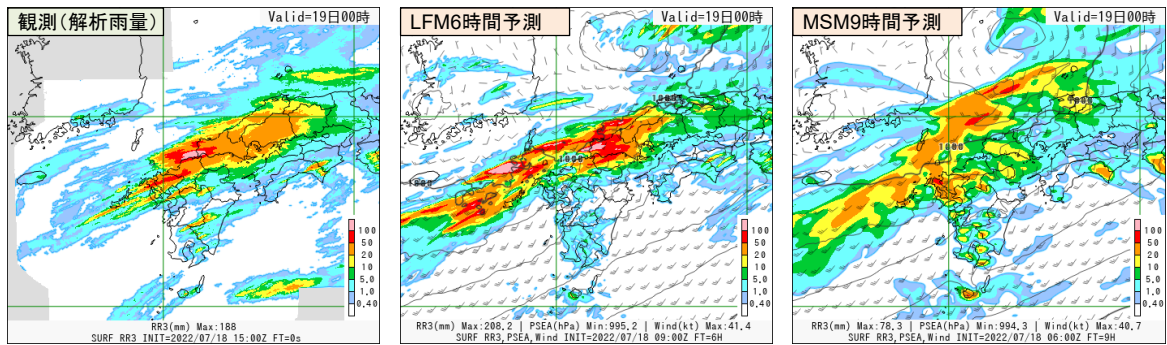 観測(解析雨量)
Valid=19日00時
100
50
20
10
5.0
1.0
0.40
RR3(mm) Max:188
SURF RR3 INIT=2022/07/18 15:00Z FT=0s
LFM6時間予測
Valid=19日00時
1000
1000
1000
100
50
20
10
5.0
1.0
0.40
RR3(mm) Max:208.2 | PSEA(hPa) Min:995.2 | Wind(kt) Max:41.4
SURF RR3,PSEA,Wind INIT=2022/07/18 09:00Z FT=6H
MSM9時間予測
Valid=19日00時
1000
1000
100
50
20
10
5.0
1.0
0.40
RR3(mm) Max:78.3 | PSEA(hPa) Min:994.3 | Wind(kt) Max:40.7
SURF RR3,PSEA,Wind INIT=2022/07/18 06:00Z FT=9H